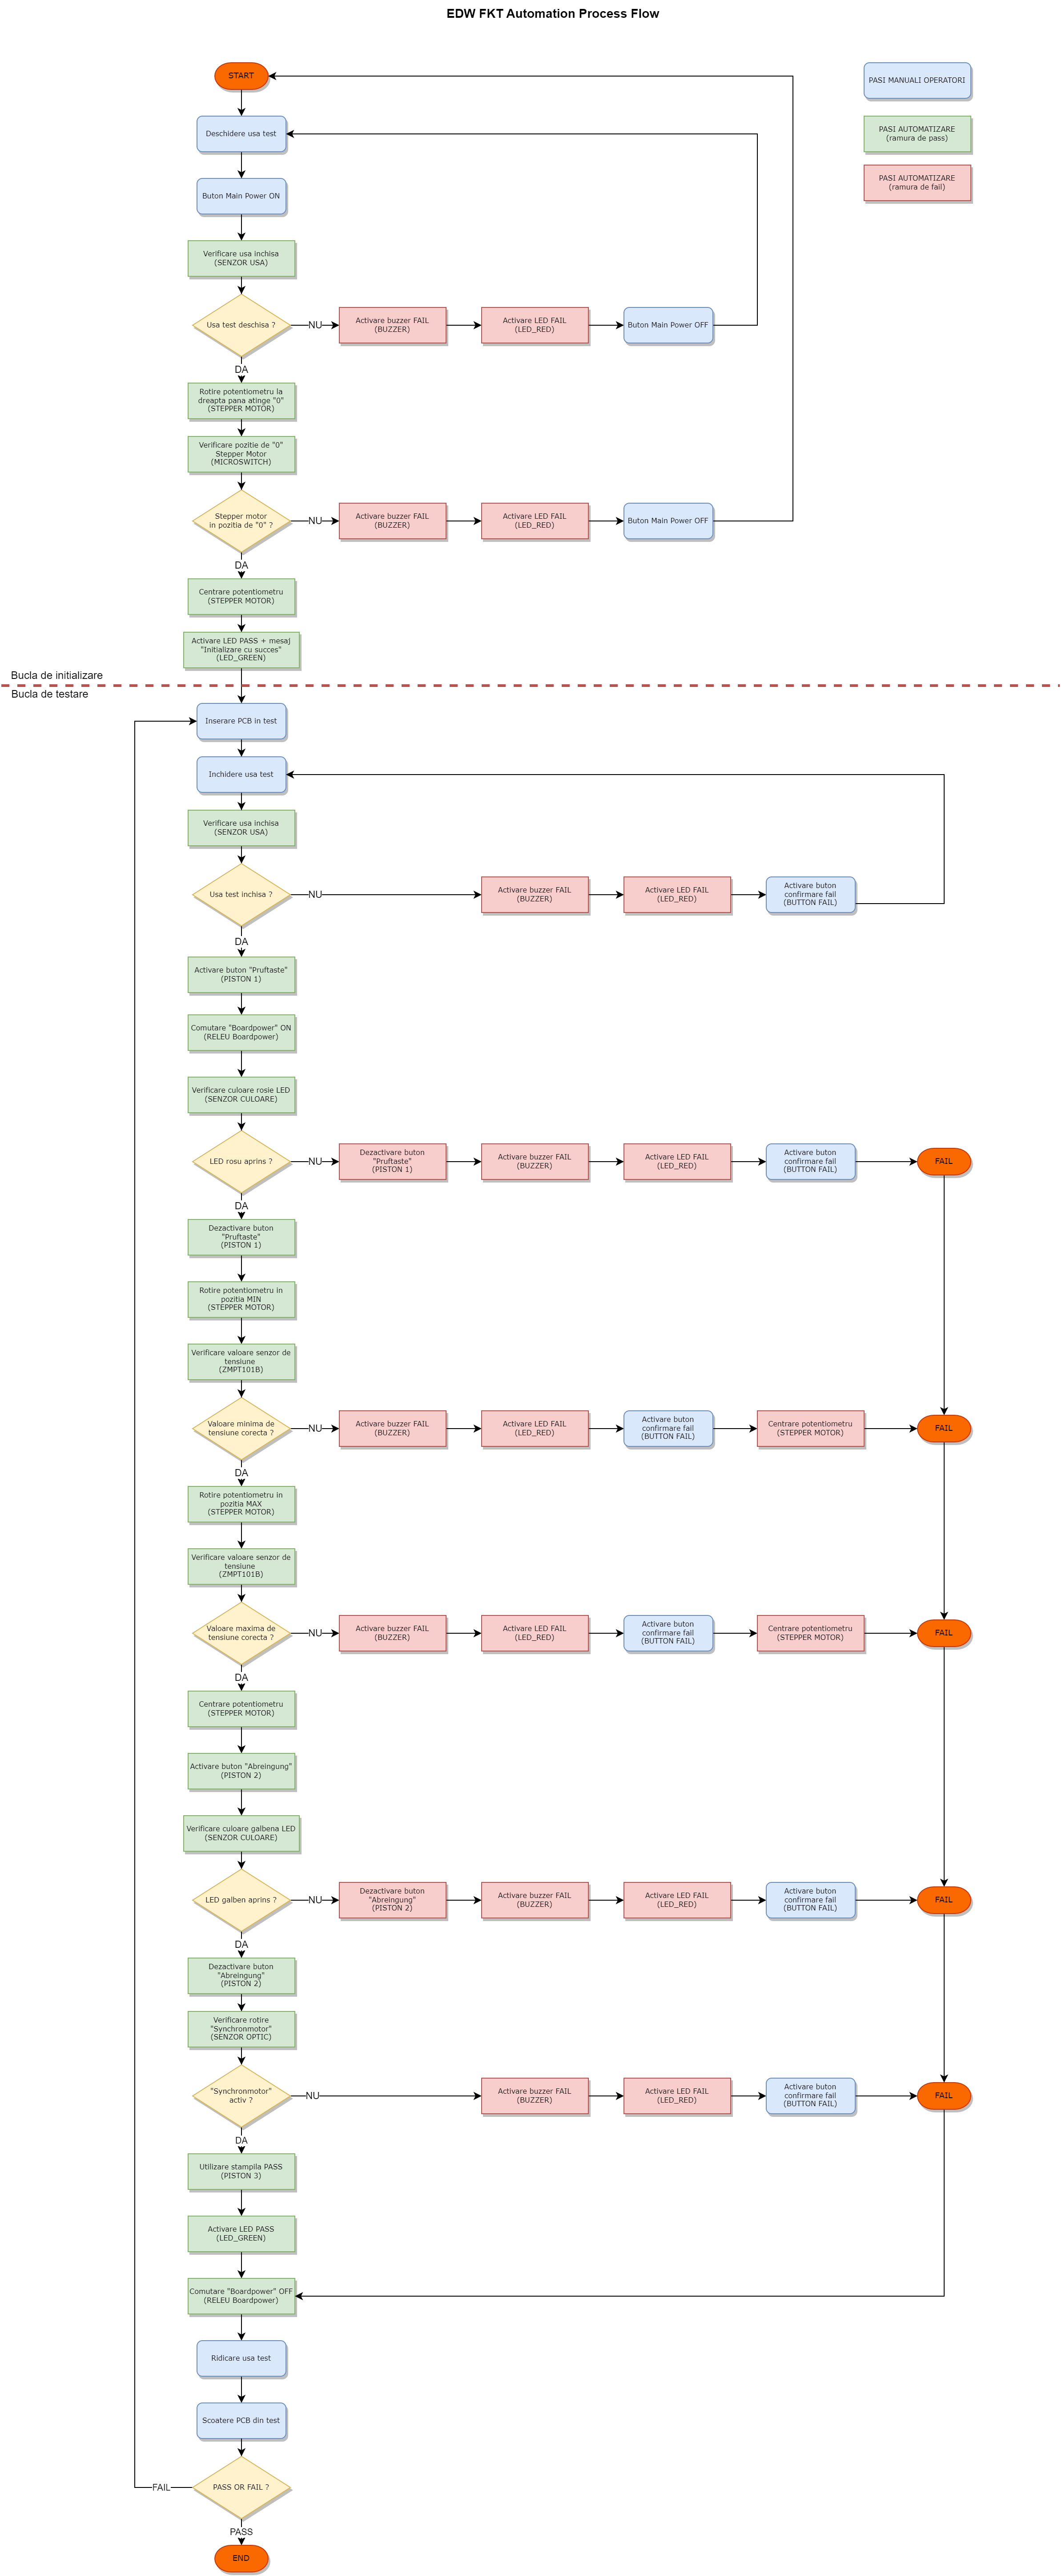 EDW FKT Automation Process Flow
START
PASI MANUALI OPERATORI
Deschidere usa test
PASI AUTOMATIZARE
(ramura de pass)
Buton Main Power ON
PASI AUTOMATIZARE
(ramura de fail)
Verificare usa inchisa
(SENZOR USA)
Usa test deschisa ?
NU
Activare buzzer FAIL
(BUZZER)
Activare LED FAIL
(LED_RED)
Buton Main Power OFF
DA
Rotire potentiometru la
dreapta pana atinge "0"
(STEPPER MOTOR)
Verificare pozitie de "0"
Stepper Motor
(MICROSWITCH)
Stepper motor
in pozitia de "0" ?
NU
Activare buzzer FAIL
(BUZZER)
Activare LED FAIL
(LED_RED)
Buton Main Power OFF
DA
Centrare potentiometru
(STEPPER MOTOR)
Activare LED PASS + mesaj
"Initializare cu succes"
(LED_GREEN)
Bucla de initializare
Bucla de testare
Inserare PCB in test
Inchidere usa test
Verificare usa inchisa
(SENZOR USA)
Usa test inchisa ?
NU
Activare buzzer FAIL
(BUZZER)
Activare LED FAIL
(LED_RED)
Activare buton
confirmare fail
(BUTTON FAIL)
DA
Activare buton "Pruftaste"
(PISTON 1)
Comutare "Boardpower" ON
(RELEU Boardpower)
Verificare culoare rosie LED
(SENZOR CULOARE)
LED rosu aprins ?
NU
Dezactivare buton
"Pruftaste"
(PISTON 1)
Activare buzzer FAIL
(BUZZER)
Activare LED FAIL
(LED_RED)
Activare buton
confirmare fail
(BUTTON FAIL)
FAIL
DA
Dezactivare buton
"Pruftaste"
(PISTON 1)
Rotire potentiometru in
pozitia MIN
(STEPPER MOTOR)
Verificare valoare senzor de
tensiune
(ZMPT101B)
Valoare minima de
tensiune corecta ?
NU
Activare buzzer FAIL
(BUZZER)
Activare LED FAIL
(LED_RED)
Activare buton
confirmare fail
(BUTTON FAIL)
Centrare potentiometru
(STEPPER MOTOR)
FAIL
DA
Rotire potentiometru in
pozitia MAX
(STEPPER MOTOR)
Verificare valoare senzor de
tensiune
(ZMPT101B)
Valoare maxima de
tensiune corecta ?
NU
Activare buzzer FAIL
(BUZZER)
Activare LED FAIL
(LED_RED)
Activare buton
confirmare fail
(BUTTON FAIL)
Centrare potentiometru
(STEPPER MOTOR)
FAIL
DA
Centrare potentiometru
(STEPPER MOTOR)
Activare buton "Abreingung"
(PISTON 2)
Verificare culoare galbena LED
(SENZOR CULOARE)
LED galben aprins ?
NU
Dezactivare buton
"Abreingung"
(PISTON 2)
Activare buzzer FAIL
(BUZZER)
Activare LED FAIL
(LED_RED)
Activare buton
confirmare fail
(BUTTON FAIL)
FAIL
DA
Dezactivare buton
"Abreingung"
(PISTON 2)
Verificare rotire
"Synchronmotor"
(SENZOR OPTIC)
"Synchronmotor"
activ ?
NU
Activare buzzer FAIL
(BUZZER)
Activare LED FAIL
(LED_RED)
Activare buton
confirmare fail
(BUTTON FAIL)
FAIL
DA
Utilizare stampila PASS
(PISTON 3)
Activare LED PASS
(LED_GREEN)
Comutare "Boardpower" OFF
(RELEU Boardpower)
Ridicare usa test
Scoatere PCB din test
FAIL
PASS OR FAIL ?
PASS
END